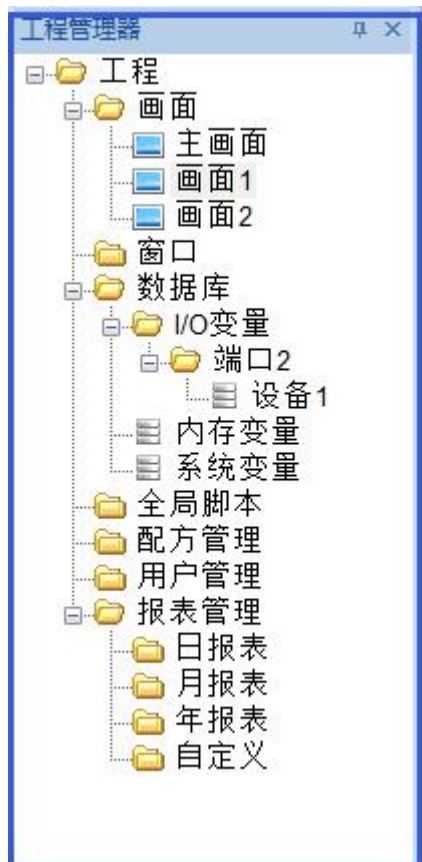 工程管理器
工程
画面
主画面
画面1
画面2
窗口
数据库
I/O变量
端口2
设备1
内存变量
系统变量
全局脚本
配方管理
用户管理
报表管理
日报表
月报表
年报表
自定义